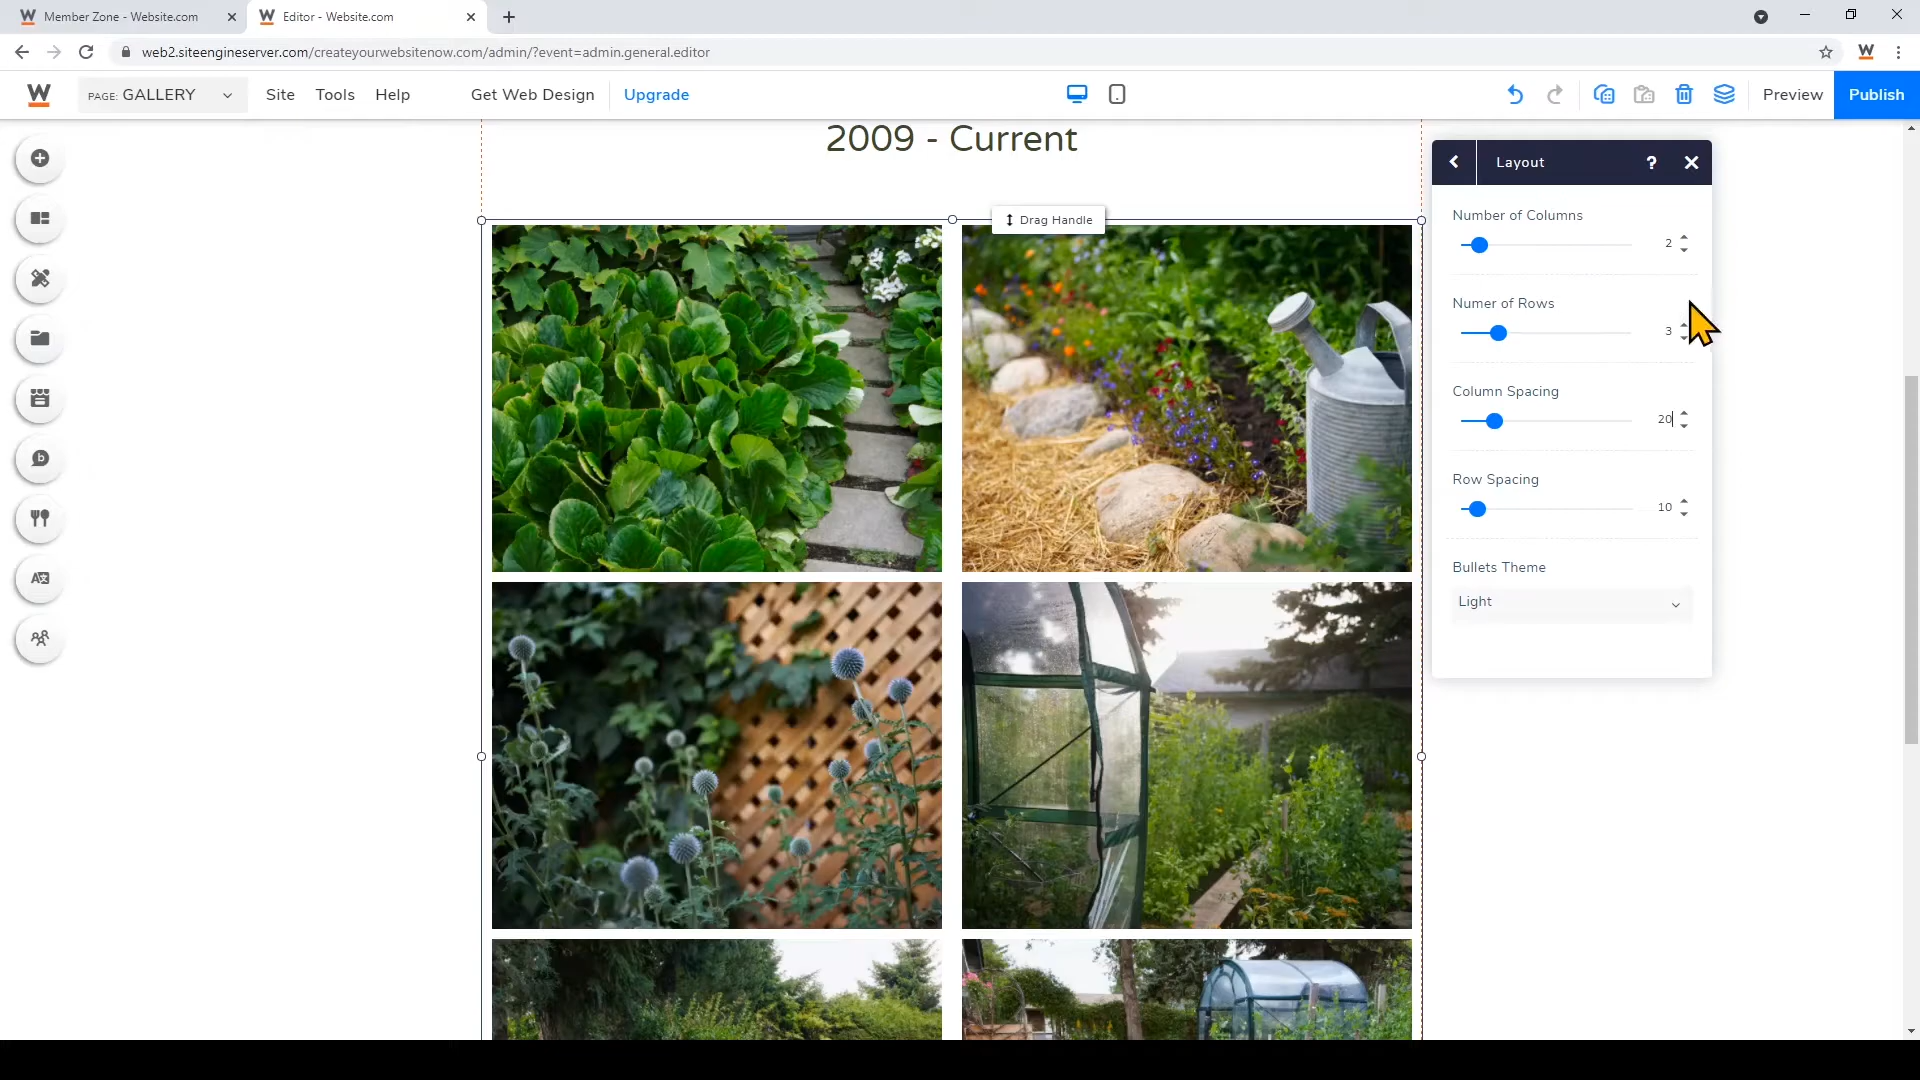 Member Zone - Website.com
Editor - Website.com
web2.siteengineserver.com/createyourwebsitenow.com/admin/?event=admin.general.editor
PAGE: GALLERY
Site
Tools
Help
Get Web Design
Upgrade
Preview
Publish
2009 - Current
Drag Handle
Layout
?
Number of Columns
2
Numer of Rows
3
Column Spacing
20
Row Spacing
10
Bullets Theme
Light